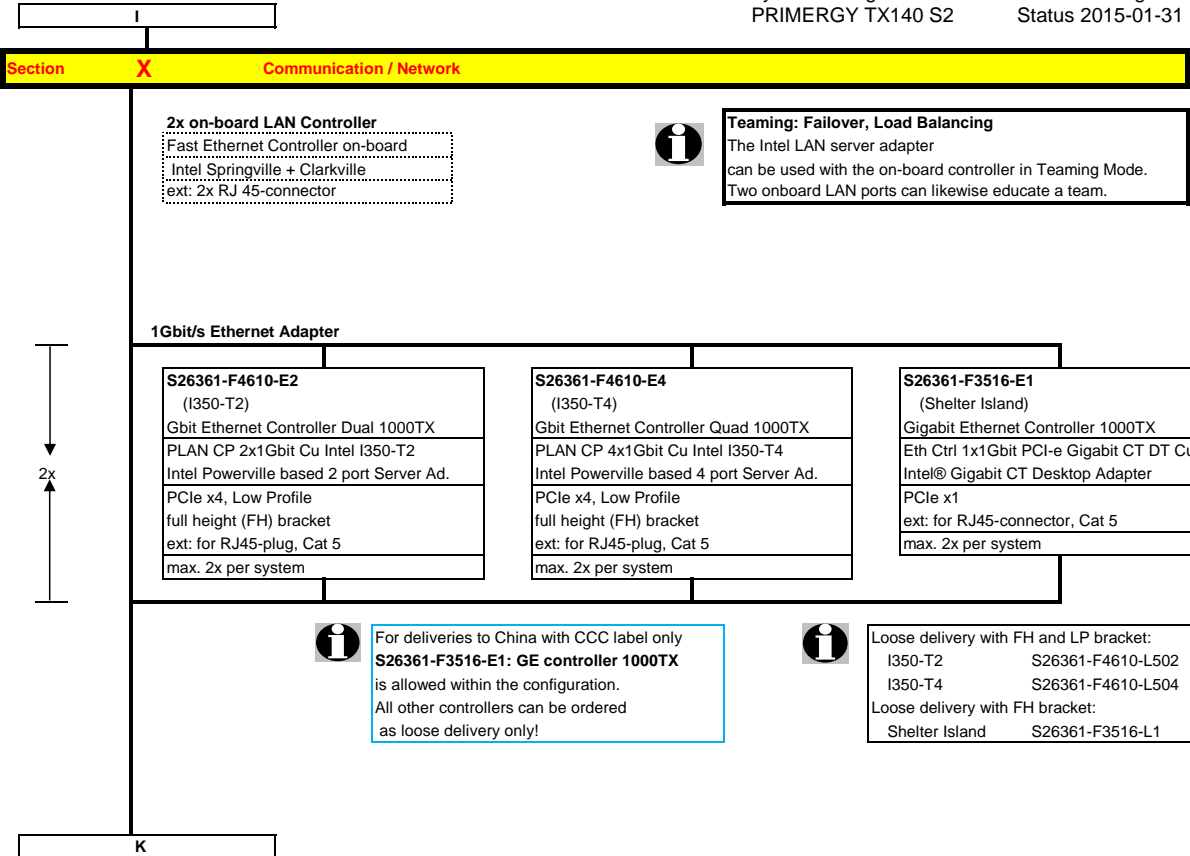 PRIMERGY TX140 S2 Status 2015-01-31
I
Section X Communication / Network
2x on-board LAN Controller
Fast Ethernet Controller on-board
Intel Springville + Clarkville
ext: 2x RJ 45-connector
Teaming: Failover, Load Balancing
The Intel LAN server adapter
can be used with the on-board controller in Teaming Mode.
Two onboard LAN ports can likewise educate a team.
1Gbit/s Ethernet Adapter
2x
S26361-F4610-E2
(I350-T2)
Gbit Ethernet Controller Dual 1000TX
PLAN CP 2x1Gbit Cu Intel I350-T2
Intel Powerville based 2 port Server Ad.
PCIe x4, Low Profile
full height (FH) bracket
ext: for RJ45-plug, Cat 5
max. 2x per system
S26361-F4610-E4
(I350-T4)
Gbit Ethernet Controller Quad 1000TX
PLAN CP 4x1Gbit Cu Intel I350-T4
Intel Powerville based 4 port Server Ad.
PCIe x4, Low Profile
full height (FH) bracket
ext: for RJ45-plug, Cat 5
max. 2x per system
S26361-F3516-E1
(Shelter Island)
Gigabit Ethernet Controller 1000TX
Eth Ctrl 1x1Gbit PCI-e Gigabit CT DT Cu
Intel® Gigabit CT Desktop Adapter
PCIe x1
ext: for RJ45-connector, Cat 5
max. 2x per system
For deliveries to China with CCC label only
S26361-F3516-E1: GE controller 1000TX
is allowed within the configuration.
All other controllers can be ordered
as loose delivery only!
Loose delivery with FH and LP bracket:
I350-T2 S26361-F4610-L502
I350-T4 S26361-F4610-L504
Loose delivery with FH bracket:
Shelter Island S26361-F3516-L1
K